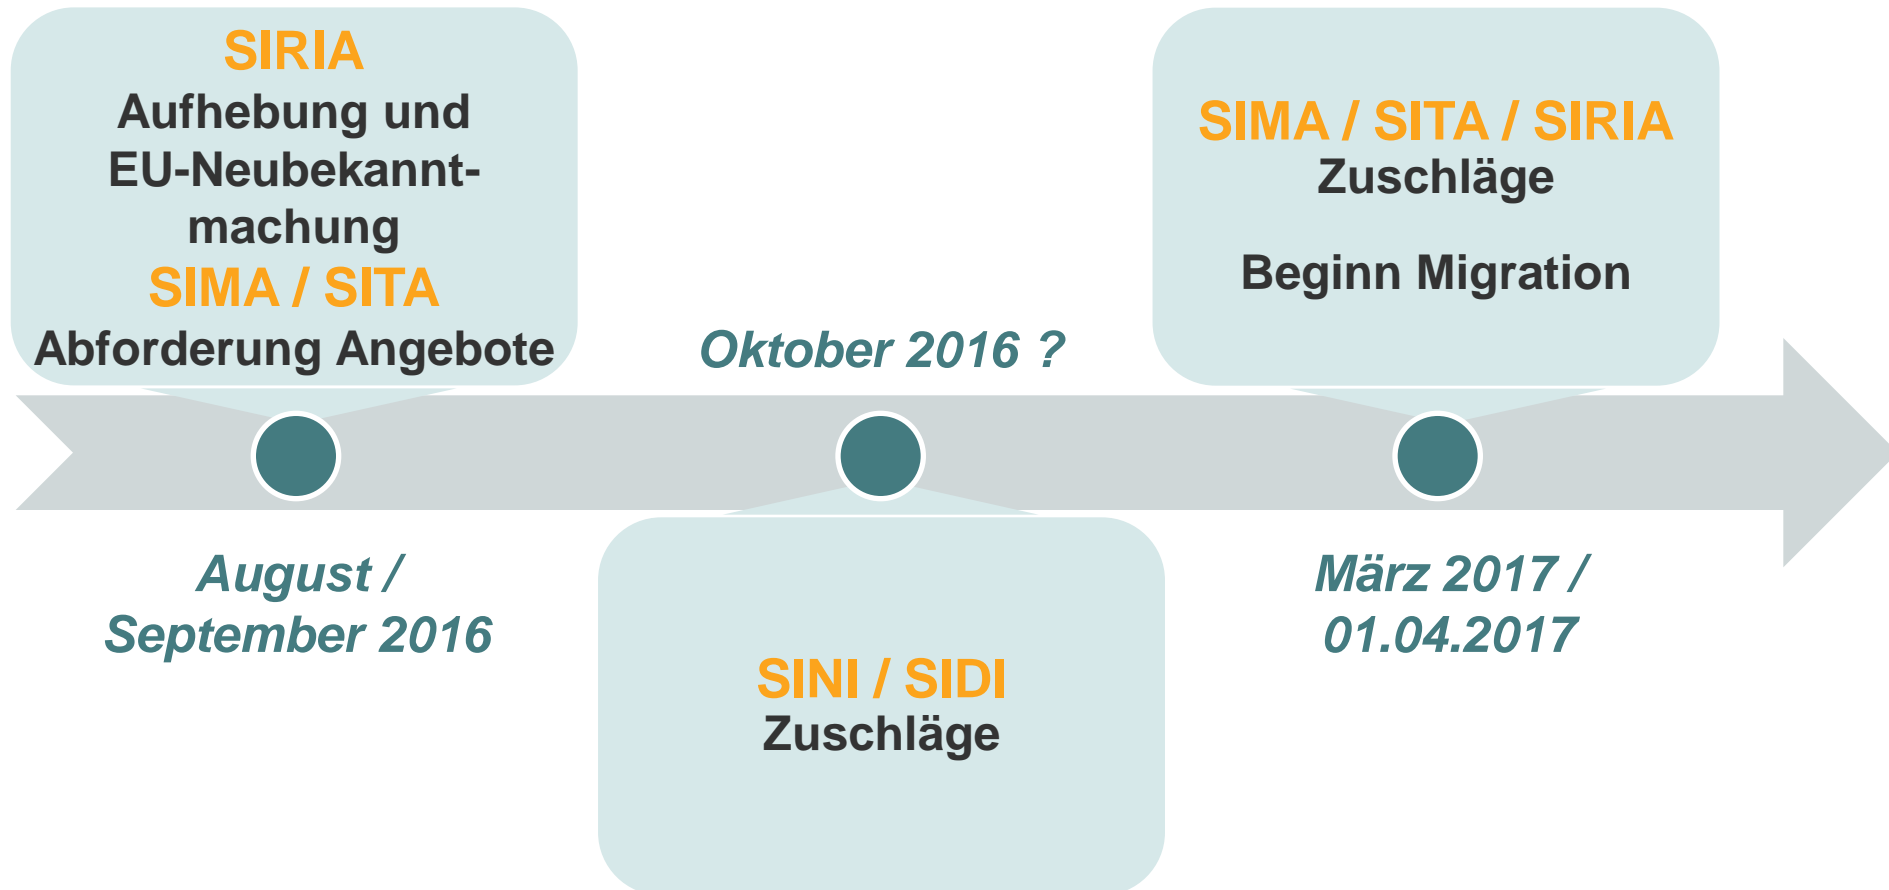 SIRIA
Aufhebung und
EU-Neubekannt-
machung
SIMA / SITA
Abforderung Angebote
August /
September 2016
Oktober 2016 ?
SINI / SIDI
Zuschläge
SIMA / SITA / SIRIA
Zuschläge
Beginn Migration
März 2017 /
01.04.2017